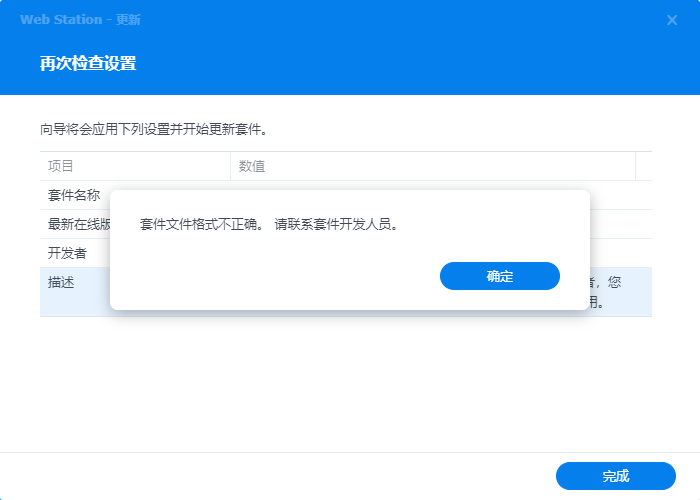 Web Station - 更新
再次检查设置
向导将会应用下列设置并开始更新套件。
项目 数值
套件名称
最新在线版
套件文件格式不正确。 请联系套件开发人员。
开发者
确定
描述 者，您
用。
完成